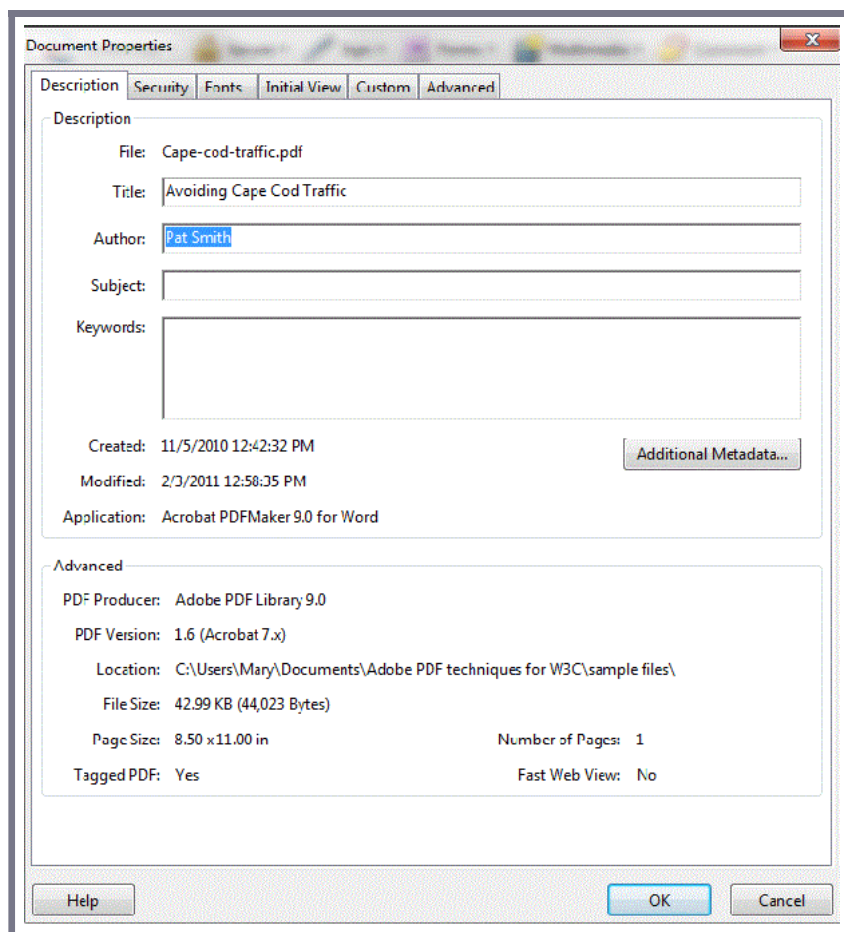 Document Properties
Description Security Fonts Initial View Custom Advanced
Description
File: Cape-cod-traffic.pdf
Title: Avoiding Cape Cod Traffic
Author: Pat Smith
Subject:
Keywords:
Created: 11/5/2010 12:42:32 PM
Additional Metadata...
Modified: 2/3/2011 12:58:35 PM
Application: Acrobat PDFMaker 9.0 for Word
Advanced
PDF Producer: Adobe PDF Library 9.0
PDF Version: 1.6 (Acrobat 7.x)
Location: C:\Users\Mary\Documents\Adobe PDF techniques for W3C\sample files\
File Size: 42.99 KB (44,023 Bytes)
Page Size: 8.50 x 11.00 in Number of Pages: 1
Tagged PDF: Yes Fast Web View: No
Help OK Cancel